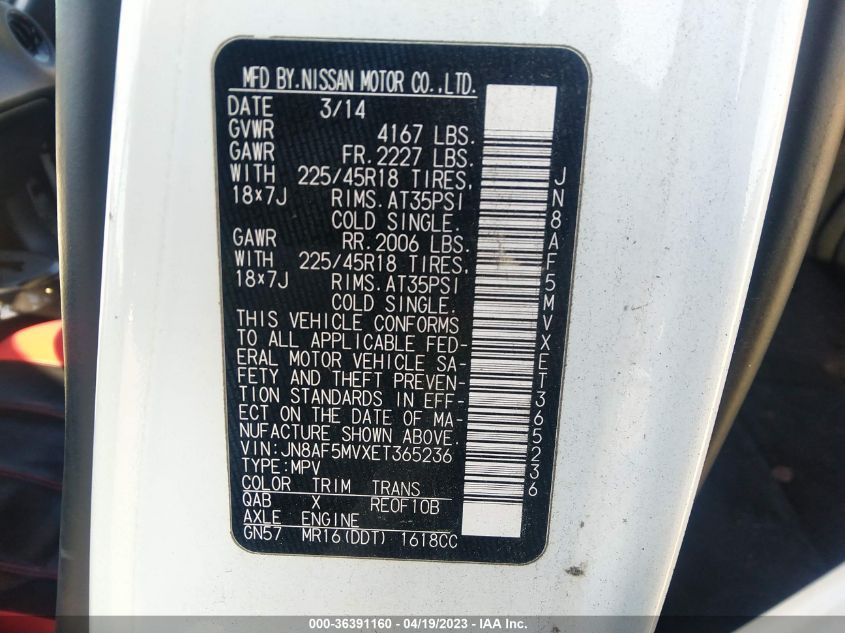 MFD BY.NISSAN MOTOR CO.,LTD.
DATE 3/14
GVWR 4167 LBS.
GAWR FR.2227 LBS.
WITH 225/45R18 TIRES,
18×7J RIMS.AT35PSI
COLD SINGLE.
GAWR RR.2006 LBS.
WITH 225/45R18 TIRES,
18×7J RIMS.AT35PSI
COLD SINGLE.
THIS VEHICLE CONFORMS
TO ALL APPLICABLE FED-
ERAL MOTOR VEHICLE SA-
FETY AND THEFT PREVEN-
TION STANDARDS IN EFF-
ECT ON THE DATE OF MA-
NUFACTURE SHOWN ABOVE.
VIN:JN8AF5MVXET365236
TYPE:MPV
COLOR TRIM TRANS
QAB X RE0F10B
AXLE ENGINE
GN57 MR16(DDT) 1618CC
JN8AF5MVXET365236
000-36391160 - 04/19/2023 - IAA Inc.